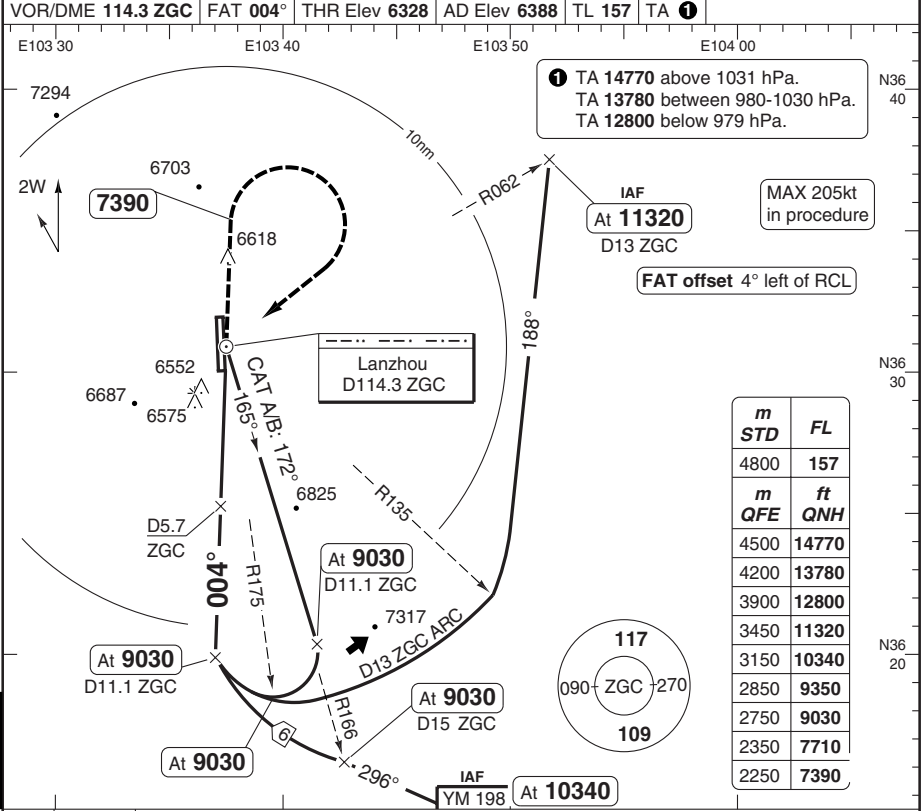 VOR/DME 114.3 ZGC FAT 004° THR Elev 6328 AD Elev 6388 TL 157 TA ❶
E103 30 E103 40 E103 50 E104 00
❶ TA 14770 above 1031 hPa.
TA 13780 between 980-1030 hPa.
TA 12800 below 979 hPa.
N36
40
7294
10nm
6703
2W
7390
6618
R062
IAF
At 11320
D13 ZGC
MAX 205kt
in procedure
FAT offset 4° left of RCL
188°
Lanzhou
D114.3 ZGC
N36
30
6552
6687
6575
CAT A/B: 172°
165°
6825
R135
D5.7
ZGC
004°
R175
At 9030
D11.1 ZGC
7317
D13 ZGC ARC
At 9030
D11.1 ZGC
At 9030
D15 ZGC
R166
At 9030
6
296°
IAF
YM 198
At 10340
117
090 ZGC 270
109
N36
20
m
STD
FL
4800 157
m
QFE
ft
QNH
4500 14770
4200 13780
3900 12800
3450 11320
3150 10340
2850 9350
2750 9030
2350 7710
2250 7390